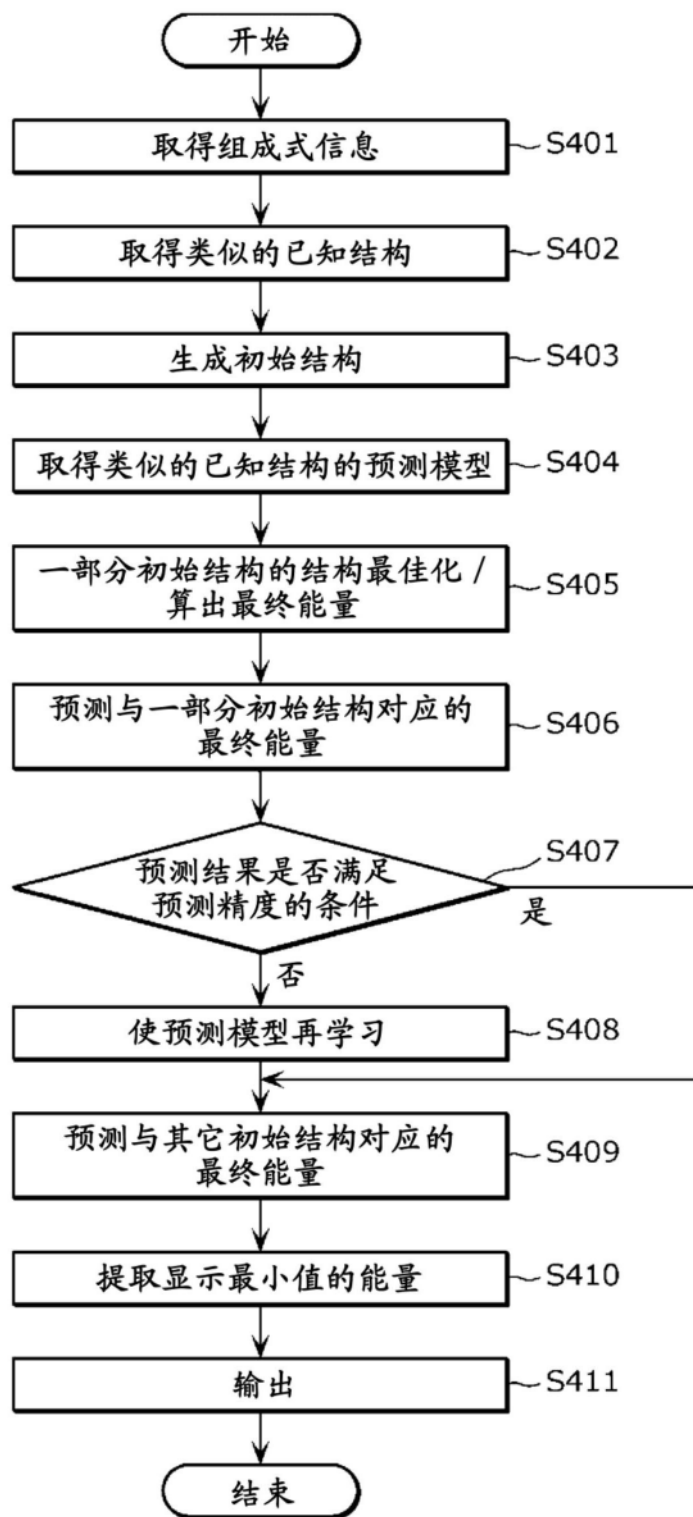 开始
取得组成式信息
S401
取得类似的已知结构
S402
生成初始结构
S403
取得类似的已知结构的预测模型
S404
一部分初始结构的结构最佳化 /
算出最终能量
S405
预测与一部分初始结构对应的
最终能量
S406
预测结果是否满足
预测精度的条件
S407
是
否
使预测模型再学习
S408
预测与其它初始结构对应的
最终能量
S409
提取显示最小值的能量
S410
输出
S411
结束